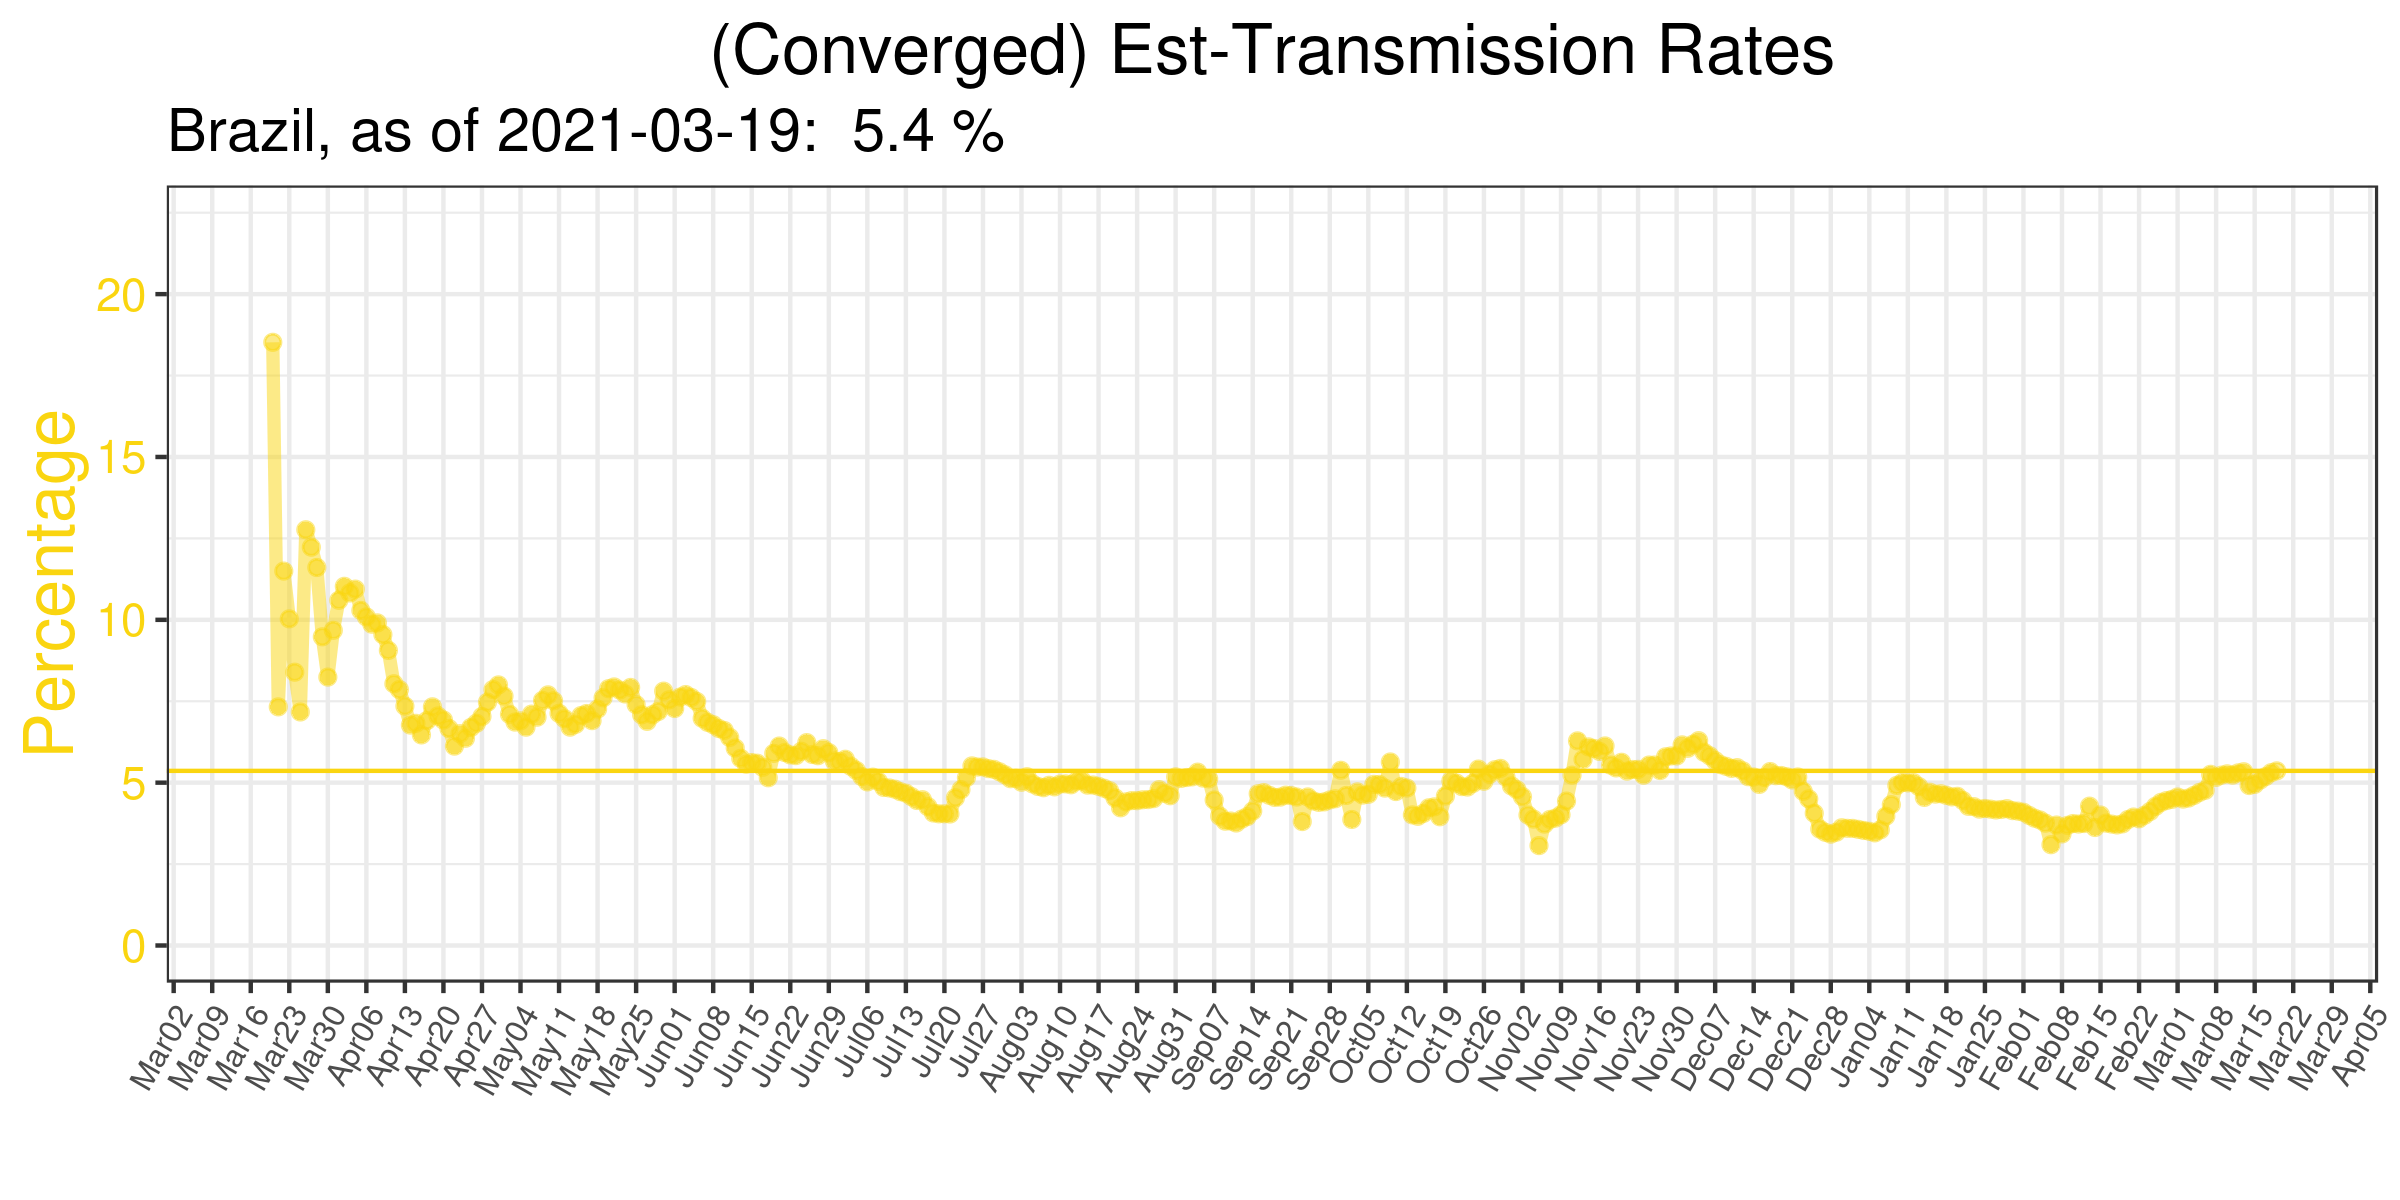 (Converged) Est-Transmission Rates
Brazil, as of 2021-03-19:  5.4 %
Percentage
20
15
10
5
0
Mar02
Mar09
Mar16
Mar23
Mar30
Apr06
Apr13
Apr20
Apr27
May04
May11
May18
May25
Jun01
Jun08
Jun15
Jun22
Jun29
Jul06
Jul13
Jul20
Jul27
Aug03
Aug10
Aug17
Aug24
Aug31
Sep07
Sep14
Sep21
Sep28
Oct05
Oct12
Oct19
Oct26
Nov02
Nov09
Nov16
Nov23
Nov30
Dec07
Dec14
Dec21
Dec28
Jan04
Jan11
Jan18
Jan25
Feb01
Feb08
Feb15
Feb22
Mar01
Mar08
Mar15
Mar22
Mar29
Apr05